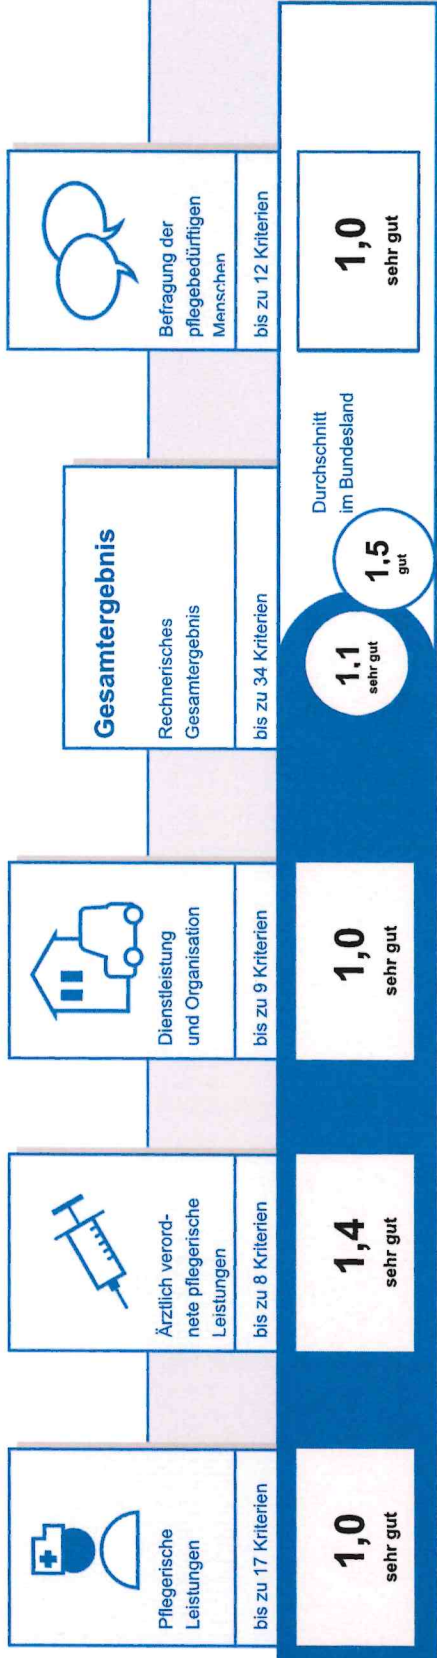 Pflegerische
Leistungen
bis zu 17 Kriterien
1,0
sehr gut
Ärztlich verord-
nete pflegerische
Leistungen
bis zu 8 Kriterien
1,4
sehr gut
Dienstleistung
und Organisation
bis zu 9 Kriterien
1,0
sehr gut
Gesamtergebnis
Rechnerisches
Gesamtergebnis
bis zu 34 Kriterien
1.1
sehr gut
1.5
gut
Durchschnitt
im Bundesland
Befragung der
pflegebedürftigen
Menschen
bis zu 12 Kriterien
1,0
sehr gut